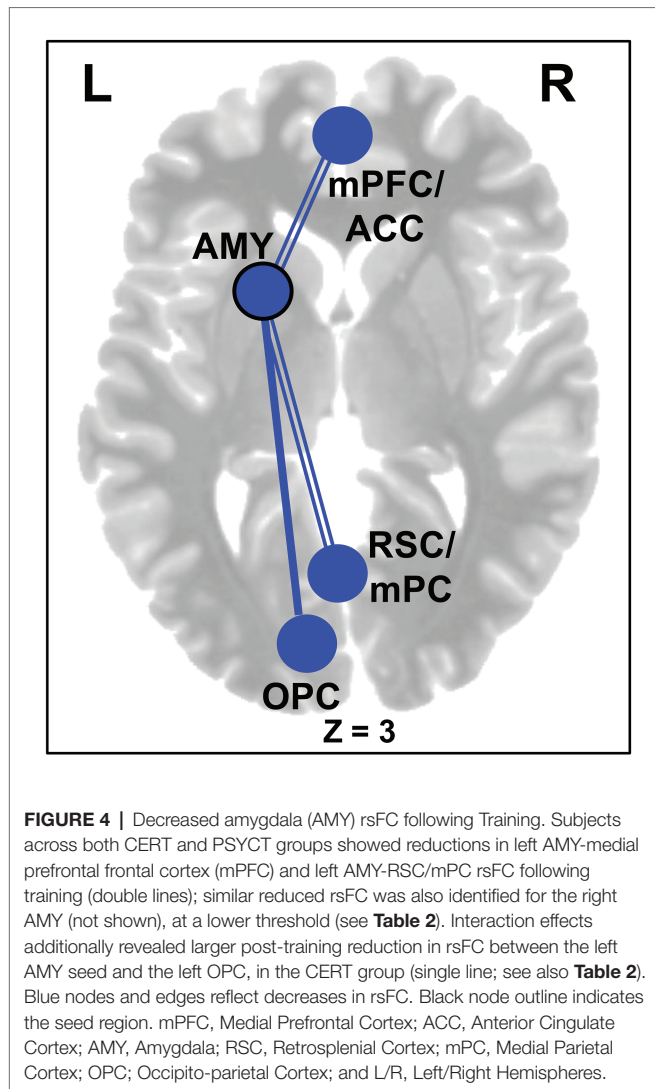 L R
mPFC/
ACC
AMY
RSC/
mPC
OPC
Z = 3
FIGURE 4 | Decreased amygdala (AMY) rsFC following Training. Subjects
across both CERT and PSYCT groups showed reductions in left AMY-medial
prefrontal frontal cortex (mPFC) and left AMY-RSC/mPC rsFC following
training (double lines); similar reduced rsFC was also identified for the right
AMY (not shown), at a lower threshold (see Table 2). Interaction effects
additionally revealed larger post-training reduction in rsFC between the left
AMY seed and the left OPC, in the CERT group (single line; see also Table 2).
Blue nodes and edges reflect decreases in rsFC. Black node outline indicates
the seed region. mPFC, Medial Prefrontal Cortex; ACC, Anterior Cingulate
Cortex; AMY, Amygdala; RSC, Retrosplenial Cortex; mPC, Medial Parietal
Cortex; OPC; Occipito-parietal Cortex; and L/R, Left/Right Hemispheres.